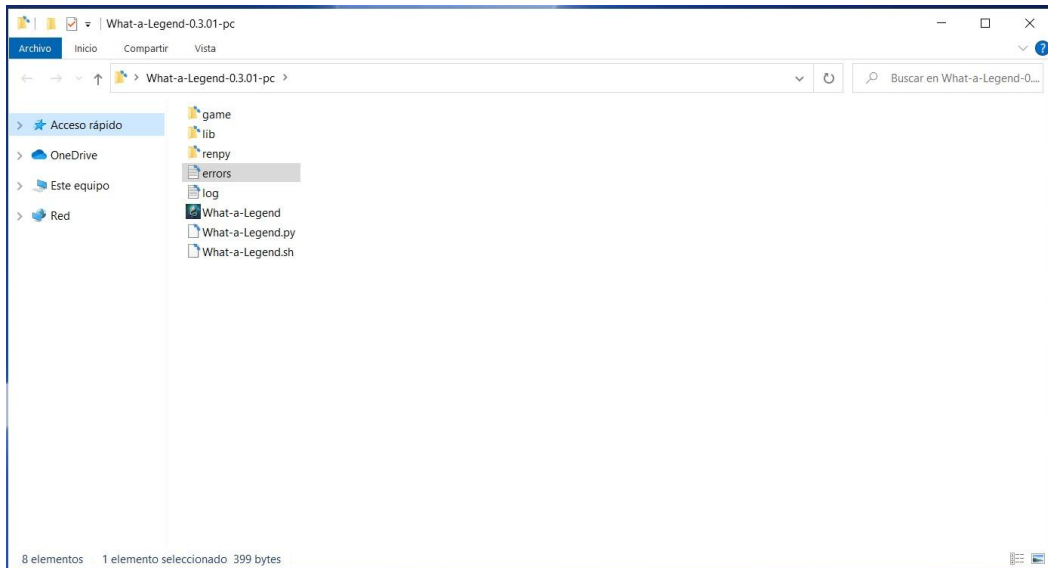 What-a-Legend-0.3.01-pc
Archivo Inicio Compartir Vista
What-a-Legend-0.3.01-pc
Buscar en What-a-Legend-0...
Acceso rápido
OneDrive
Este equipo
Red
game
lib
renpy
errors
log
What-a-Legend
What-a-Legend.py
What-a-Legend.sh
8 elementos 1 elemento seleccionado 399 bytes